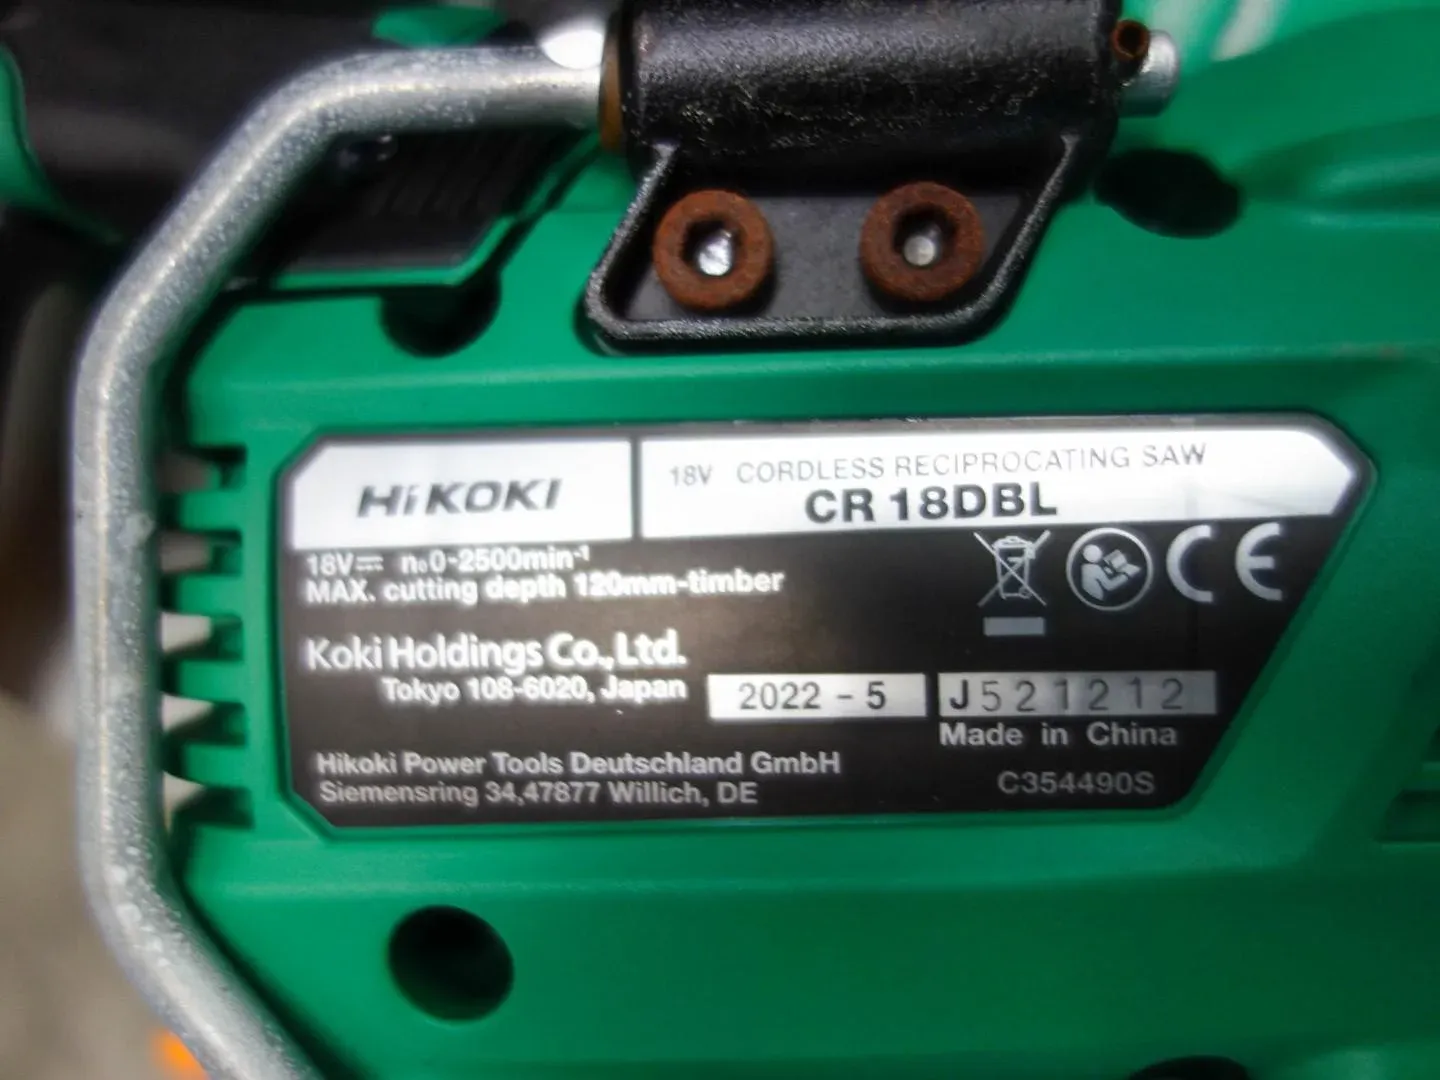 HiKOKI
18V CORDLESS RECIPROCATING SAW
CR 18DBL
18V⎓ n₀0-2500min⁻¹
MAX. cutting depth 120mm-timber
CE
Koki Holdings Co.,Ltd.
Tokyo 108-6020, Japan
2022 - 5
J521212
Made in China
Hikoki Power Tools Deutschland GmbH
Siemensring 34,47877 Willich, DE
C354490S